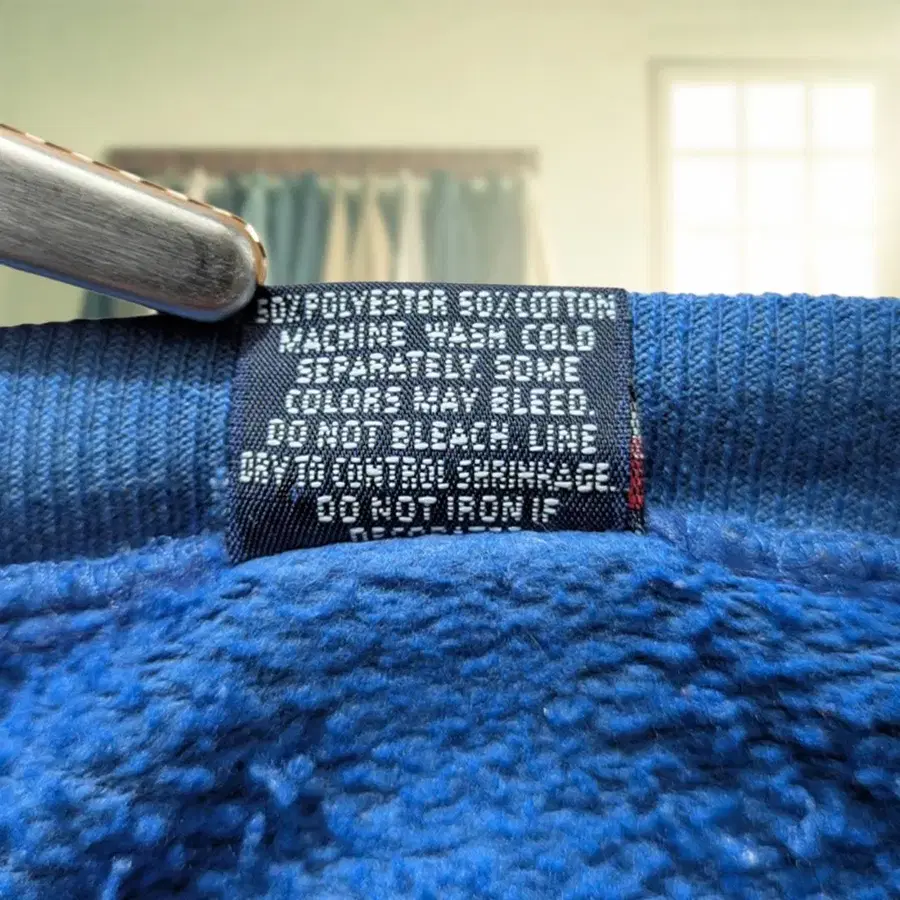 50% POLYESTER 50% COTTON
MACHINE WASH COLD
SEPARATELY SOME
COLORS MAY BLEED.
DO NOT BLEACH. LINE
DRY TO CONTROL SHRINKAGE.
DO NOT IRON IF